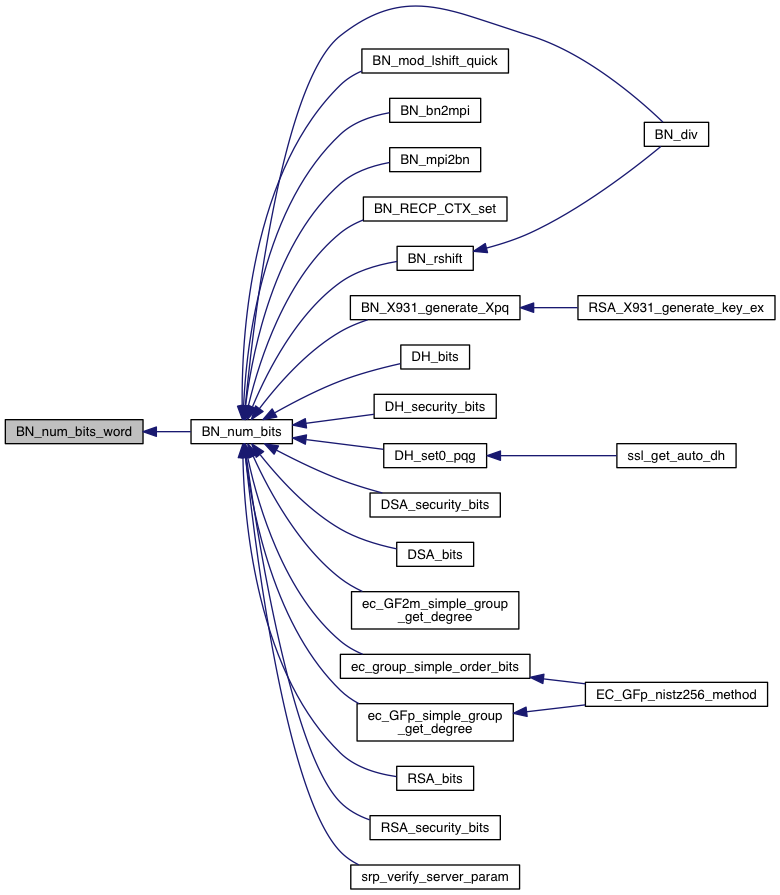 BN_mod_lshift_quick
BN_bn2mpi
BN_div
BN_mpi2bn
BN_RECP_CTX_set
BN_rshift
BN_X931_generate_Xpq
RSA_X931_generate_key_ex
DH_bits
DH_security_bits
BN_num_bits_word
BN_num_bits
DH_set0_pqg
ssl_get_auto_dh
DSA_security_bits
DSA_bits
ec_GF2m_simple_group
_get_degree
ec_group_simple_order_bits
EC_GFp_nistz256_method
ec_GFp_simple_group
_get_degree
RSA_bits
RSA_security_bits
srp_verify_server_param